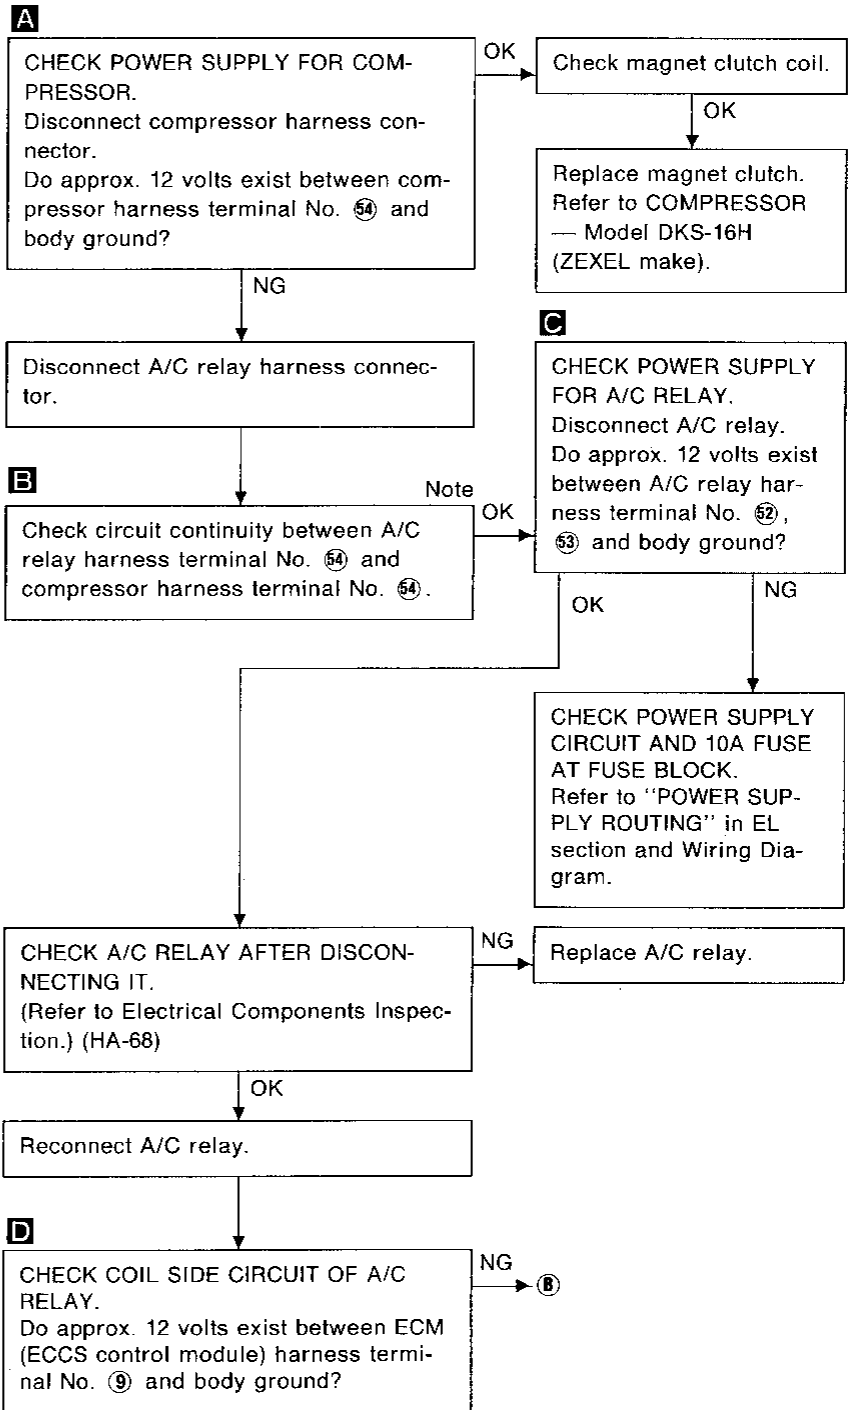 A
CHECK POWER SUPPLY FOR COM-
PRESSOR.
Disconnect compressor harness con-
nector.
Do approx. 12 volts exist between com-
pressor harness terminal No. 54 and
body ground?
OK
Check magnet clutch coil.
OK
Replace magnet clutch.
Refer to COMPRESSOR
— Model DKS-16H
(ZEXEL make).
NG
Disconnect A/C relay harness connec-
tor.
B
Check circuit continuity between A/C
relay harness terminal No. 54 and
compressor harness terminal No. 54.
Note
OK
C
CHECK POWER SUPPLY
FOR A/C RELAY.
Disconnect A/C relay.
Do approx. 12 volts exist
between A/C relay har-
ness terminal No. 52,
53 and body ground?
OK
NG
CHECK POWER SUPPLY
CIRCUIT AND 10A FUSE
AT FUSE BLOCK.
Refer to "POWER SUP-
PLY ROUTING" in EL
section and Wiring Dia-
gram.
CHECK A/C RELAY AFTER DISCON-
NECTING IT.
(Refer to Electrical Components Inspec-
tion.) (HA-68)
NG
Replace A/C relay.
OK
Reconnect A/C relay.
D
CHECK COIL SIDE CIRCUIT OF A/C
RELAY.
Do approx. 12 volts exist between ECM
(ECCS control module) harness termi-
nal No. 9 and body ground?
NG
B